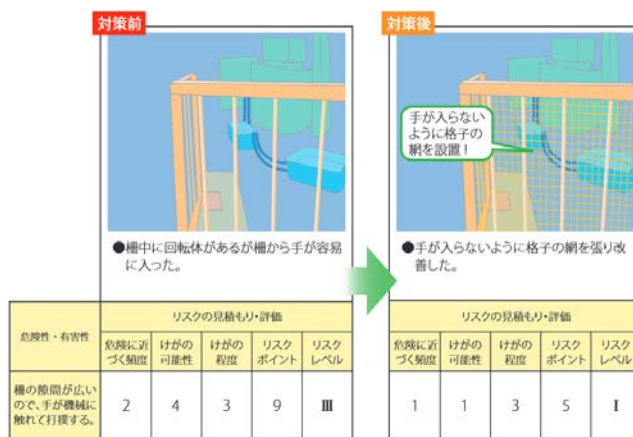 対策前
●柵中に回転体があるが柵から手が容易
に入った。
対策後
手が入らない
ように格子の
網を設置！
●手が入らないように格子の網を張り改
善した。
危険性・有害性
リスクの見積もり・評価
危険に近
づく頻度
けがの
可能性
けがの
程度
リスク
ポイント
リスク
レベル
柵の隙間が広い
ので、手が機械に
触れて打撲する。
2
4
3
9
Ⅲ
リスクの見積もり・評価
危険に近
づく頻度
けがの
可能性
けがの
程度
リスク
ポイント
リスク
レベル
1
1
3
5
Ⅰ